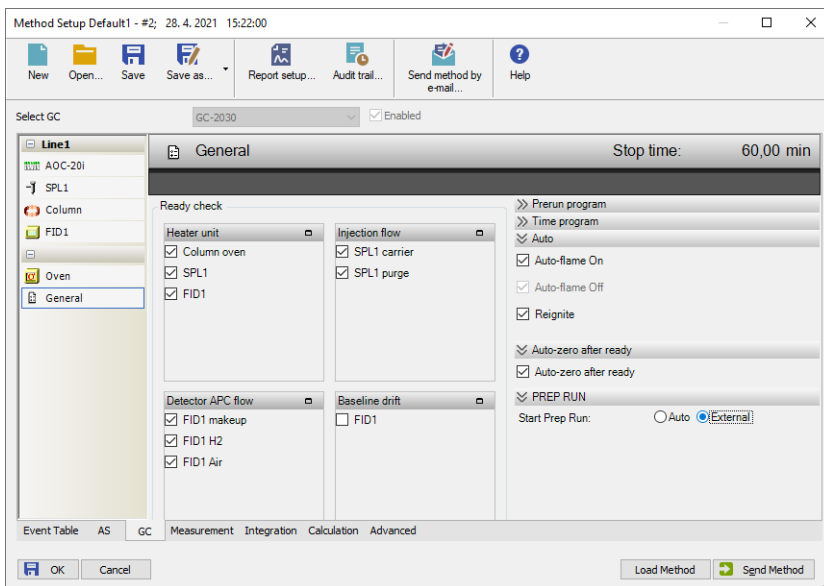 Method Setup Default1 - #2; 28. 4. 2021 15:22:00
New Open... Save Save as... Report setup... Audit trail... Send method by e-mail... Help
Select GC GC-2030 Enabled
Line1
AOC-20i
SPL1
Column
FID1
Oven
General
General Stop time: 60,00 min
Ready check
Heater unit
Column oven
SPL1
FID1
Injection flow
SPL1 carrier
SPL1 purge
Detector APC flow
FID1 makeup
FID1 H2
FID1 Air
Baseline drift
FID1
Prerun program
Time program
Auto
Auto-flame On
Auto-flame Off
Reignite
Auto-zero after ready
Auto-zero after ready
PREP RUN
Start Prep Run: Auto External
Event Table AS GC Measurement Integration Calculation Advanced
OK Cancel Load Method Send Method